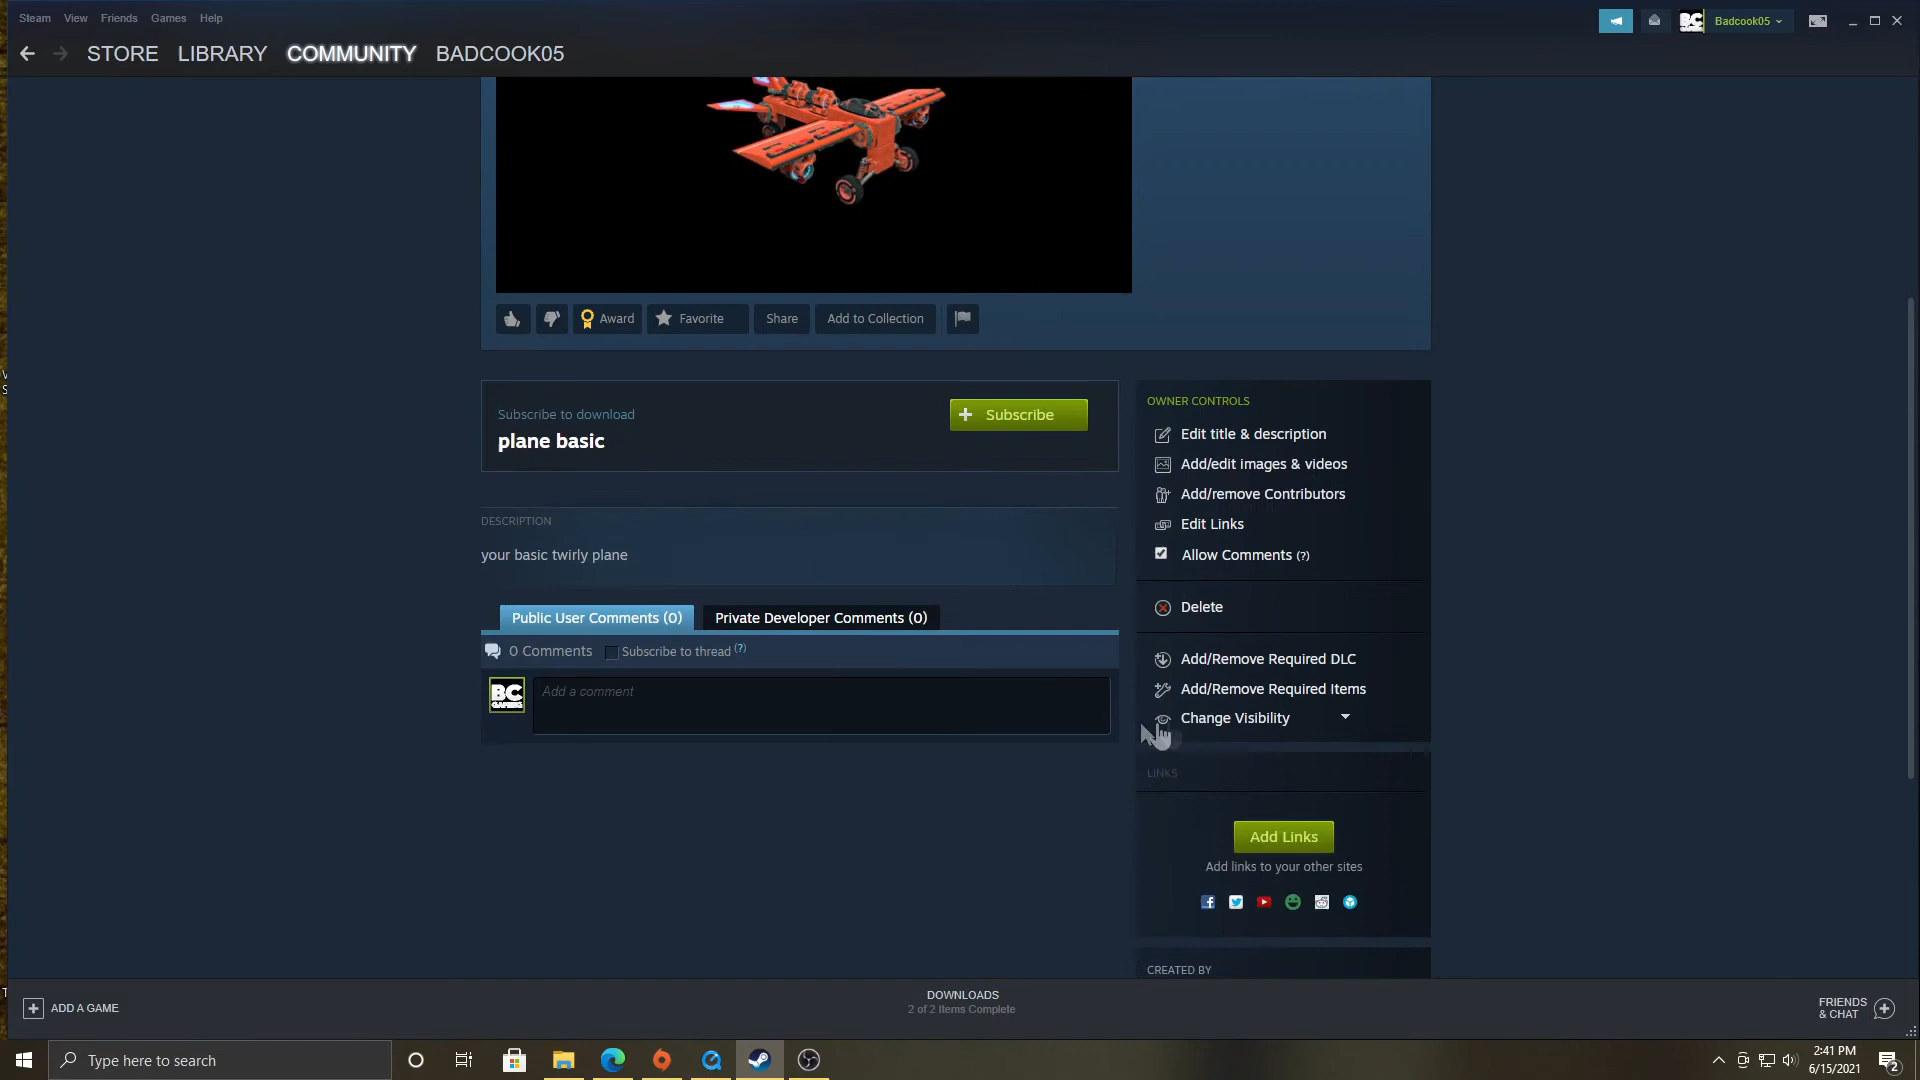 Steam View Friends Games Help
Badcook05
STORE LIBRARY COMMUNITY BADCOOK05
Award Favorite Share Add to Collection
Subscribe to download
plane basic
Subscribe
OWNER CONTROLS
Edit title & description
Add/edit images & videos
Add/remove Contributors
Edit Links
Allow Comments (?)
Delete
Add/Remove Required DLC
Add/Remove Required Items
Change Visibility
DESCRIPTION
your basic twirly plane
Public User Comments (0) Private Developer Comments (0)
0 Comments Subscribe to thread (?)
BC
GAMING
Add a comment
LINKS
Add Links
Add links to your other sites
CREATED BY
ADD A GAME
DOWNLOADS
2 of 2 Items Complete
FRIENDS
& CHAT
Type here to search
2:41 PM
6/15/2021
2